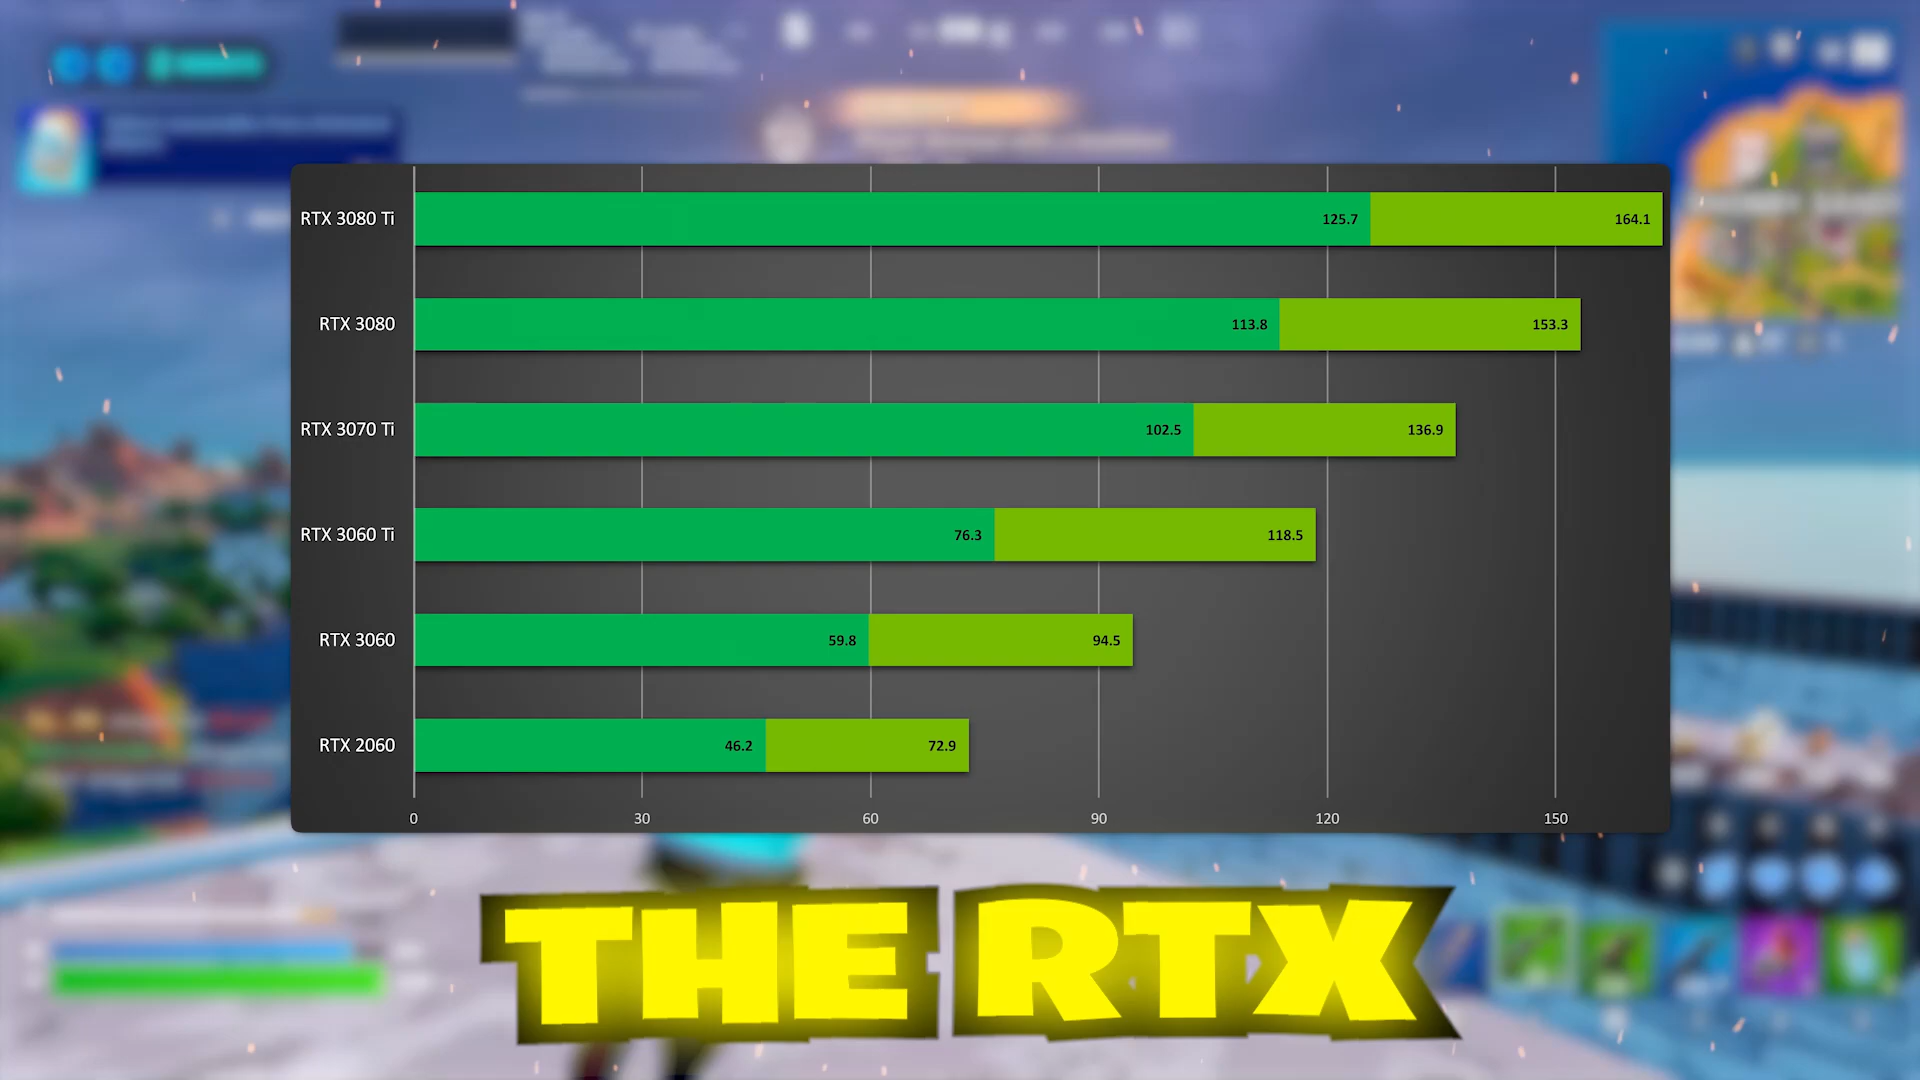 RTX 3080 Ti 125.7 164.1
RTX 3080 113.8 153.3
RTX 3070 Ti 102.5 136.9
RTX 3060 Ti 76.3 118.5
RTX 3060 59.8 94.5
RTX 2060 46.2 72.9
0 30 60 90 120 150
THE RTX